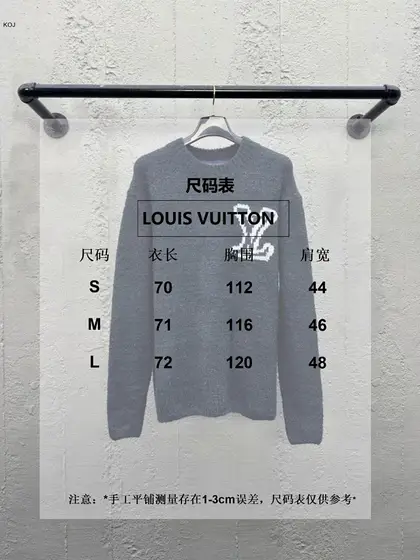 KOJ
尺码表
LOUIS VUITTON
尺码 衣长 胸围 肩宽
S 70 112 44
M 71 116 46
L 72 120 48
注意：*手工平铺测量存在1-3cm误差，尺码表仅供参考*